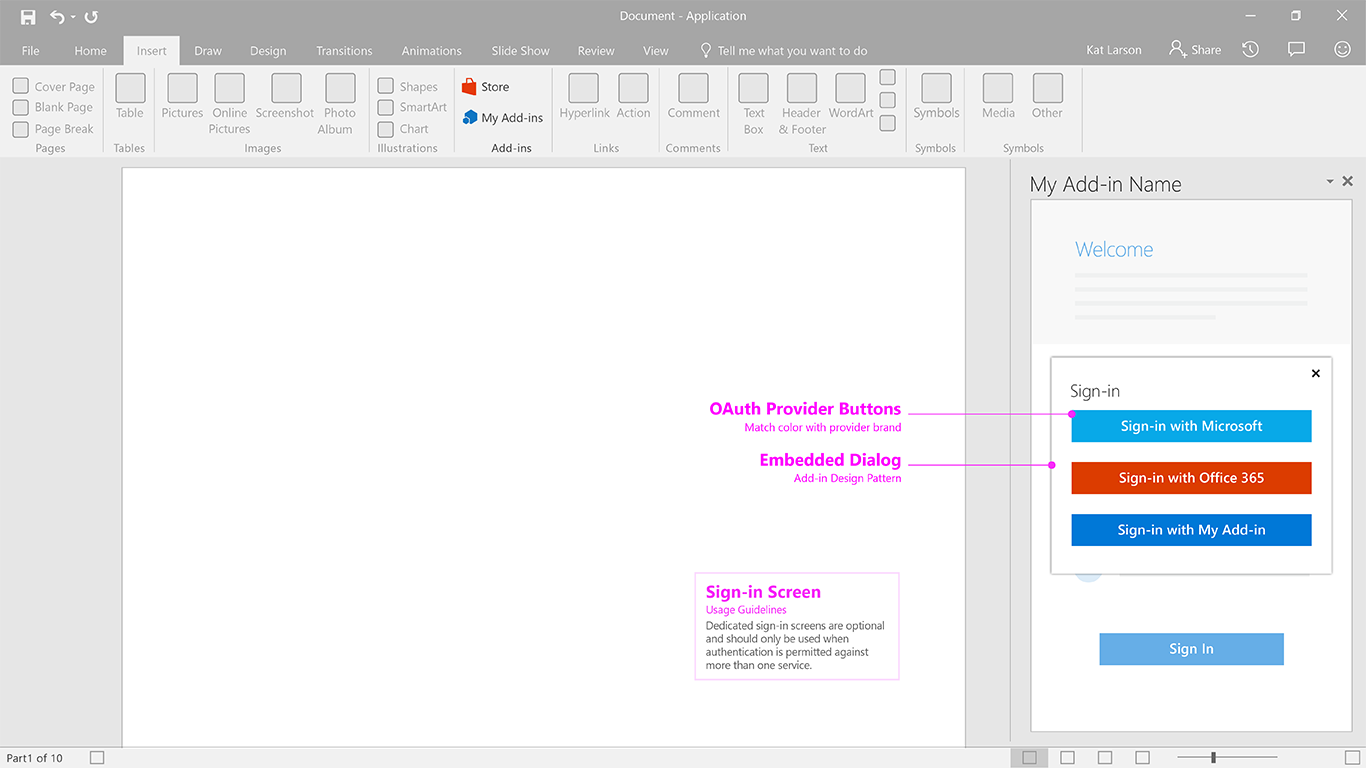 Document - Application
File Home Insert Draw Design Transitions Animations Slide Show Review View Tell me what you want to do Kat Larson Share
Cover Page
Blank Page
Page Break
Pages
Table
Tables
Pictures
Online
Pictures
Screenshot
Photo
Album
Images
Shapes
SmartArt
Chart
Illustrations
Store
My Add-ins
Add-ins
Hyperlink
Action
Links
Comment
Comments
Text
Box
Header
& Footer
WordArt
Text
Symbols
Symbols
Media
Other
Symbols
My Add-in Name
Welcome
OAuth Provider Buttons
Match color with provider brand
Embedded Dialog
Add-in Design Pattern
Sign-in
Sign-in with Microsoft
Sign-in with Office 365
Sign-in with My Add-in
Sign-in Screen
Usage Guidelines
Dedicated sign-in screens are optional
and should only be used when
authentication is permitted against
more than one service.
Sign In
Part1 of 10